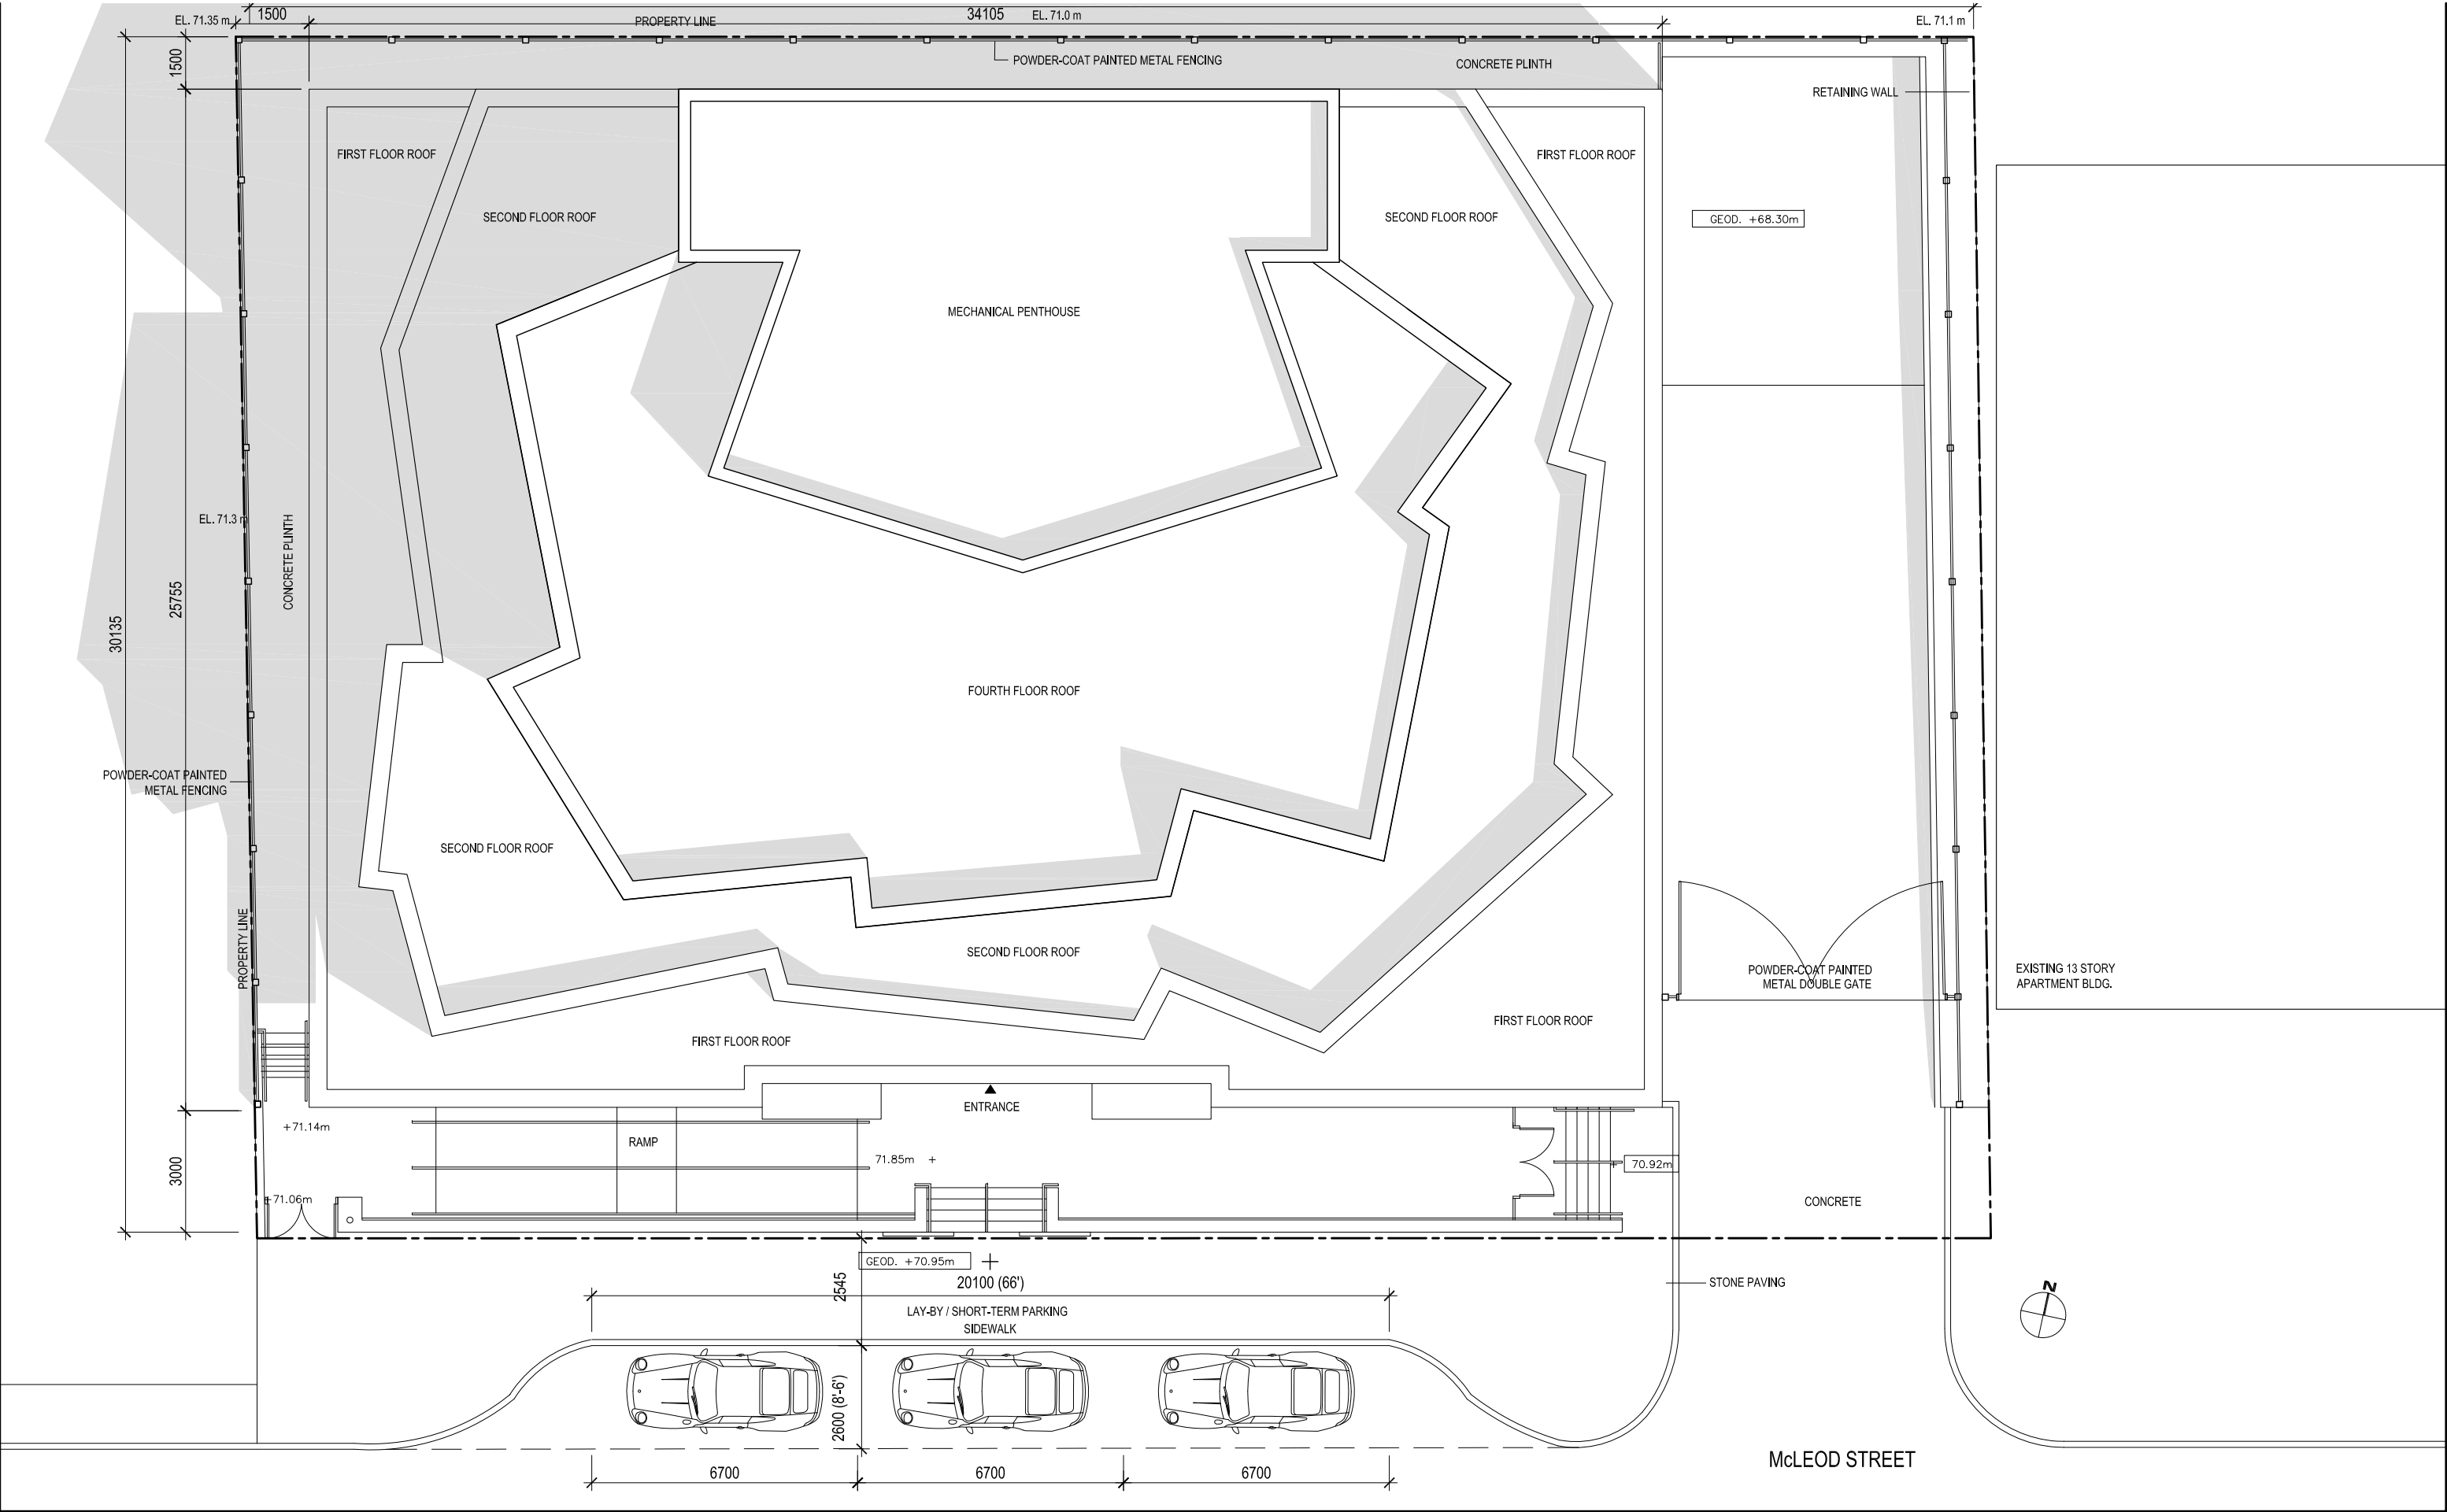 EL. 71.35 m
1500
PROPERTY LINE
34105
EL. 71.0 m
EL. 71.1 m
1500
POWDER-COAT PAINTED METAL FENCING
CONCRETE PLINTH
RETAINING WALL
FIRST FLOOR ROOF
FIRST FLOOR ROOF
SECOND FLOOR ROOF
SECOND FLOOR ROOF
GEOD. +68.30m
MECHANICAL PENTHOUSE
EL. 71.3 m
CONCRETE PLINTH
25755
30135
FOURTH FLOOR ROOF
POWDER-COAT PAINTED
METAL FENCING
SECOND FLOOR ROOF
PROPERTY LINE
SECOND FLOOR ROOF
POWDER-COAT PAINTED
METAL DOUBLE GATE
EXISTING 13 STORY
APARTMENT BLDG.
FIRST FLOOR ROOF
FIRST FLOOR ROOF
ENTRANCE
+71.14m
RAMP
71.85m +
70.92m
3000
+71.06m
CONCRETE
GEOD. +70.95m
2545
20100 (66')
STONE PAVING
N
LAY-BY / SHORT-TERM PARKING
SIDEWALK
2600 (8'-6')
McLEOD STREET
6700
6700
6700